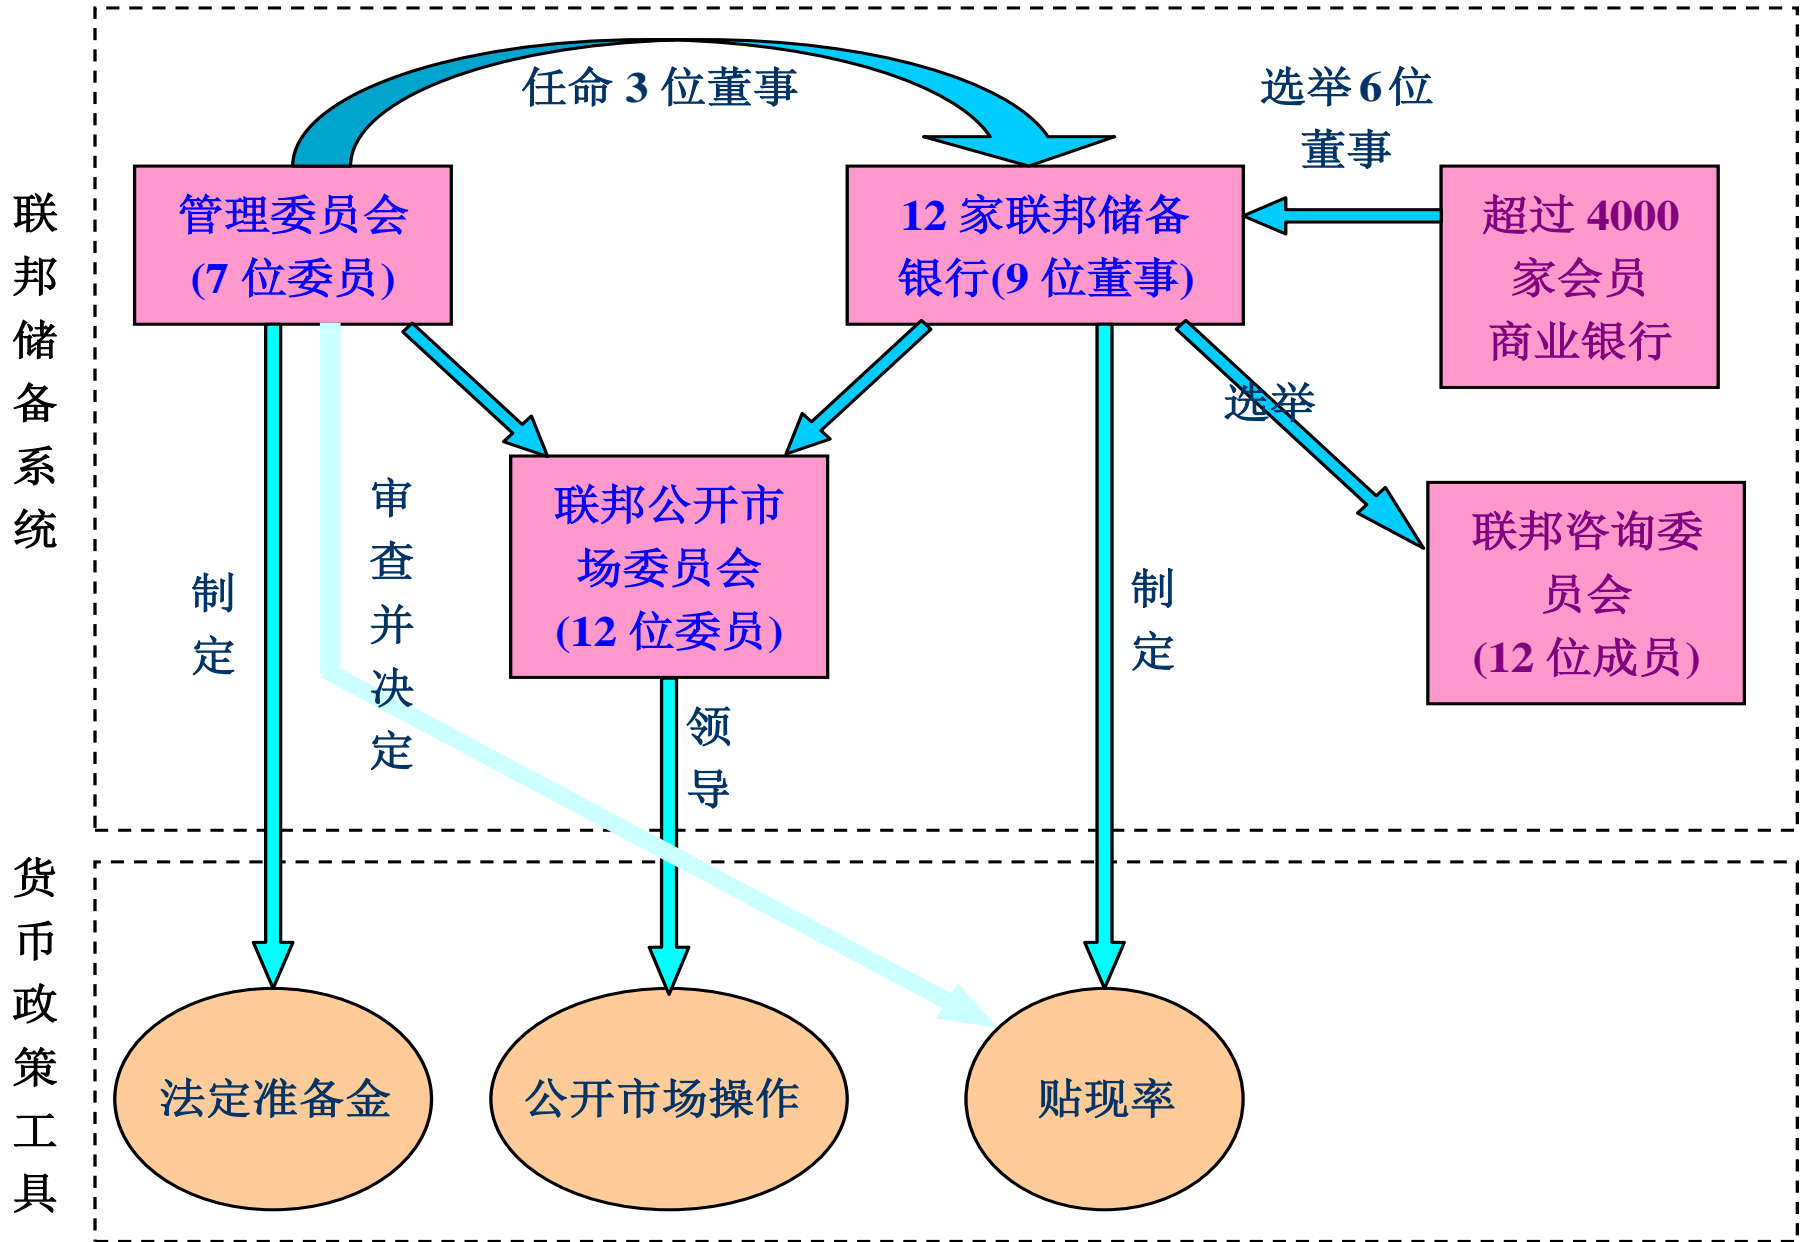 任命 3 位董事
选举 6 位
董事
联邦储备系统
管理委员会
(7 位委员)
12 家联邦储备
银行(9 位董事)
超过 4000
家会员
商业银行
选举
联邦公开市
场委员会
(12 位委员)
联邦咨询委
员会
(12 位成员)
制定
审查并决定
领导
制定
货币政策工具
法定准备金
公开市场操作
贴现率